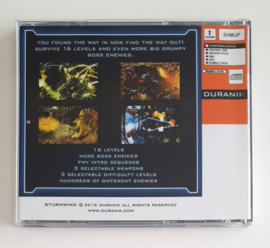 YOU FOUND THE WAY IN NOW FIND THE WAY OUT!
SURVIVE 16 LEVELS AND EVEN MORE BIG GRUMPY
BOSS ENEMIES.
16 LEVELS
HUGE BOSS ENEMIES
FMV INTRO SEQUENCE
3 SELECTABLE WEAPONS
3 SELECTABLE DIFFICULTY LEVELS
HUNDREDS OF DIFFERENT ENEMIES
STURMWIND ©2016 DURANIK ALL RIGHTS RESERVED
WWW.DURANIK.COM
1
SHMUP
DURANIK